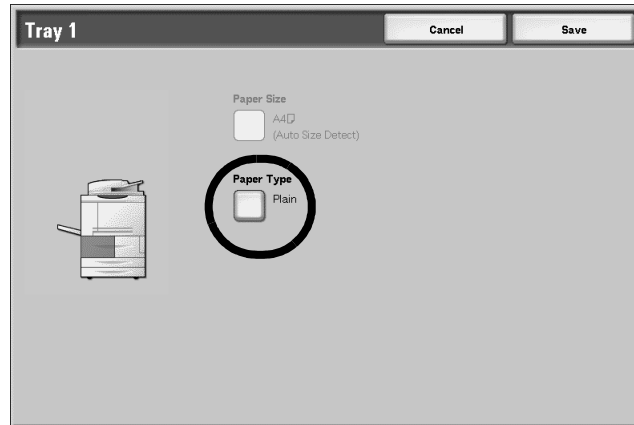 Tray 1
Cancel
Save
Paper Size
A4
(Auto Size Detect)
Paper Type
Plain